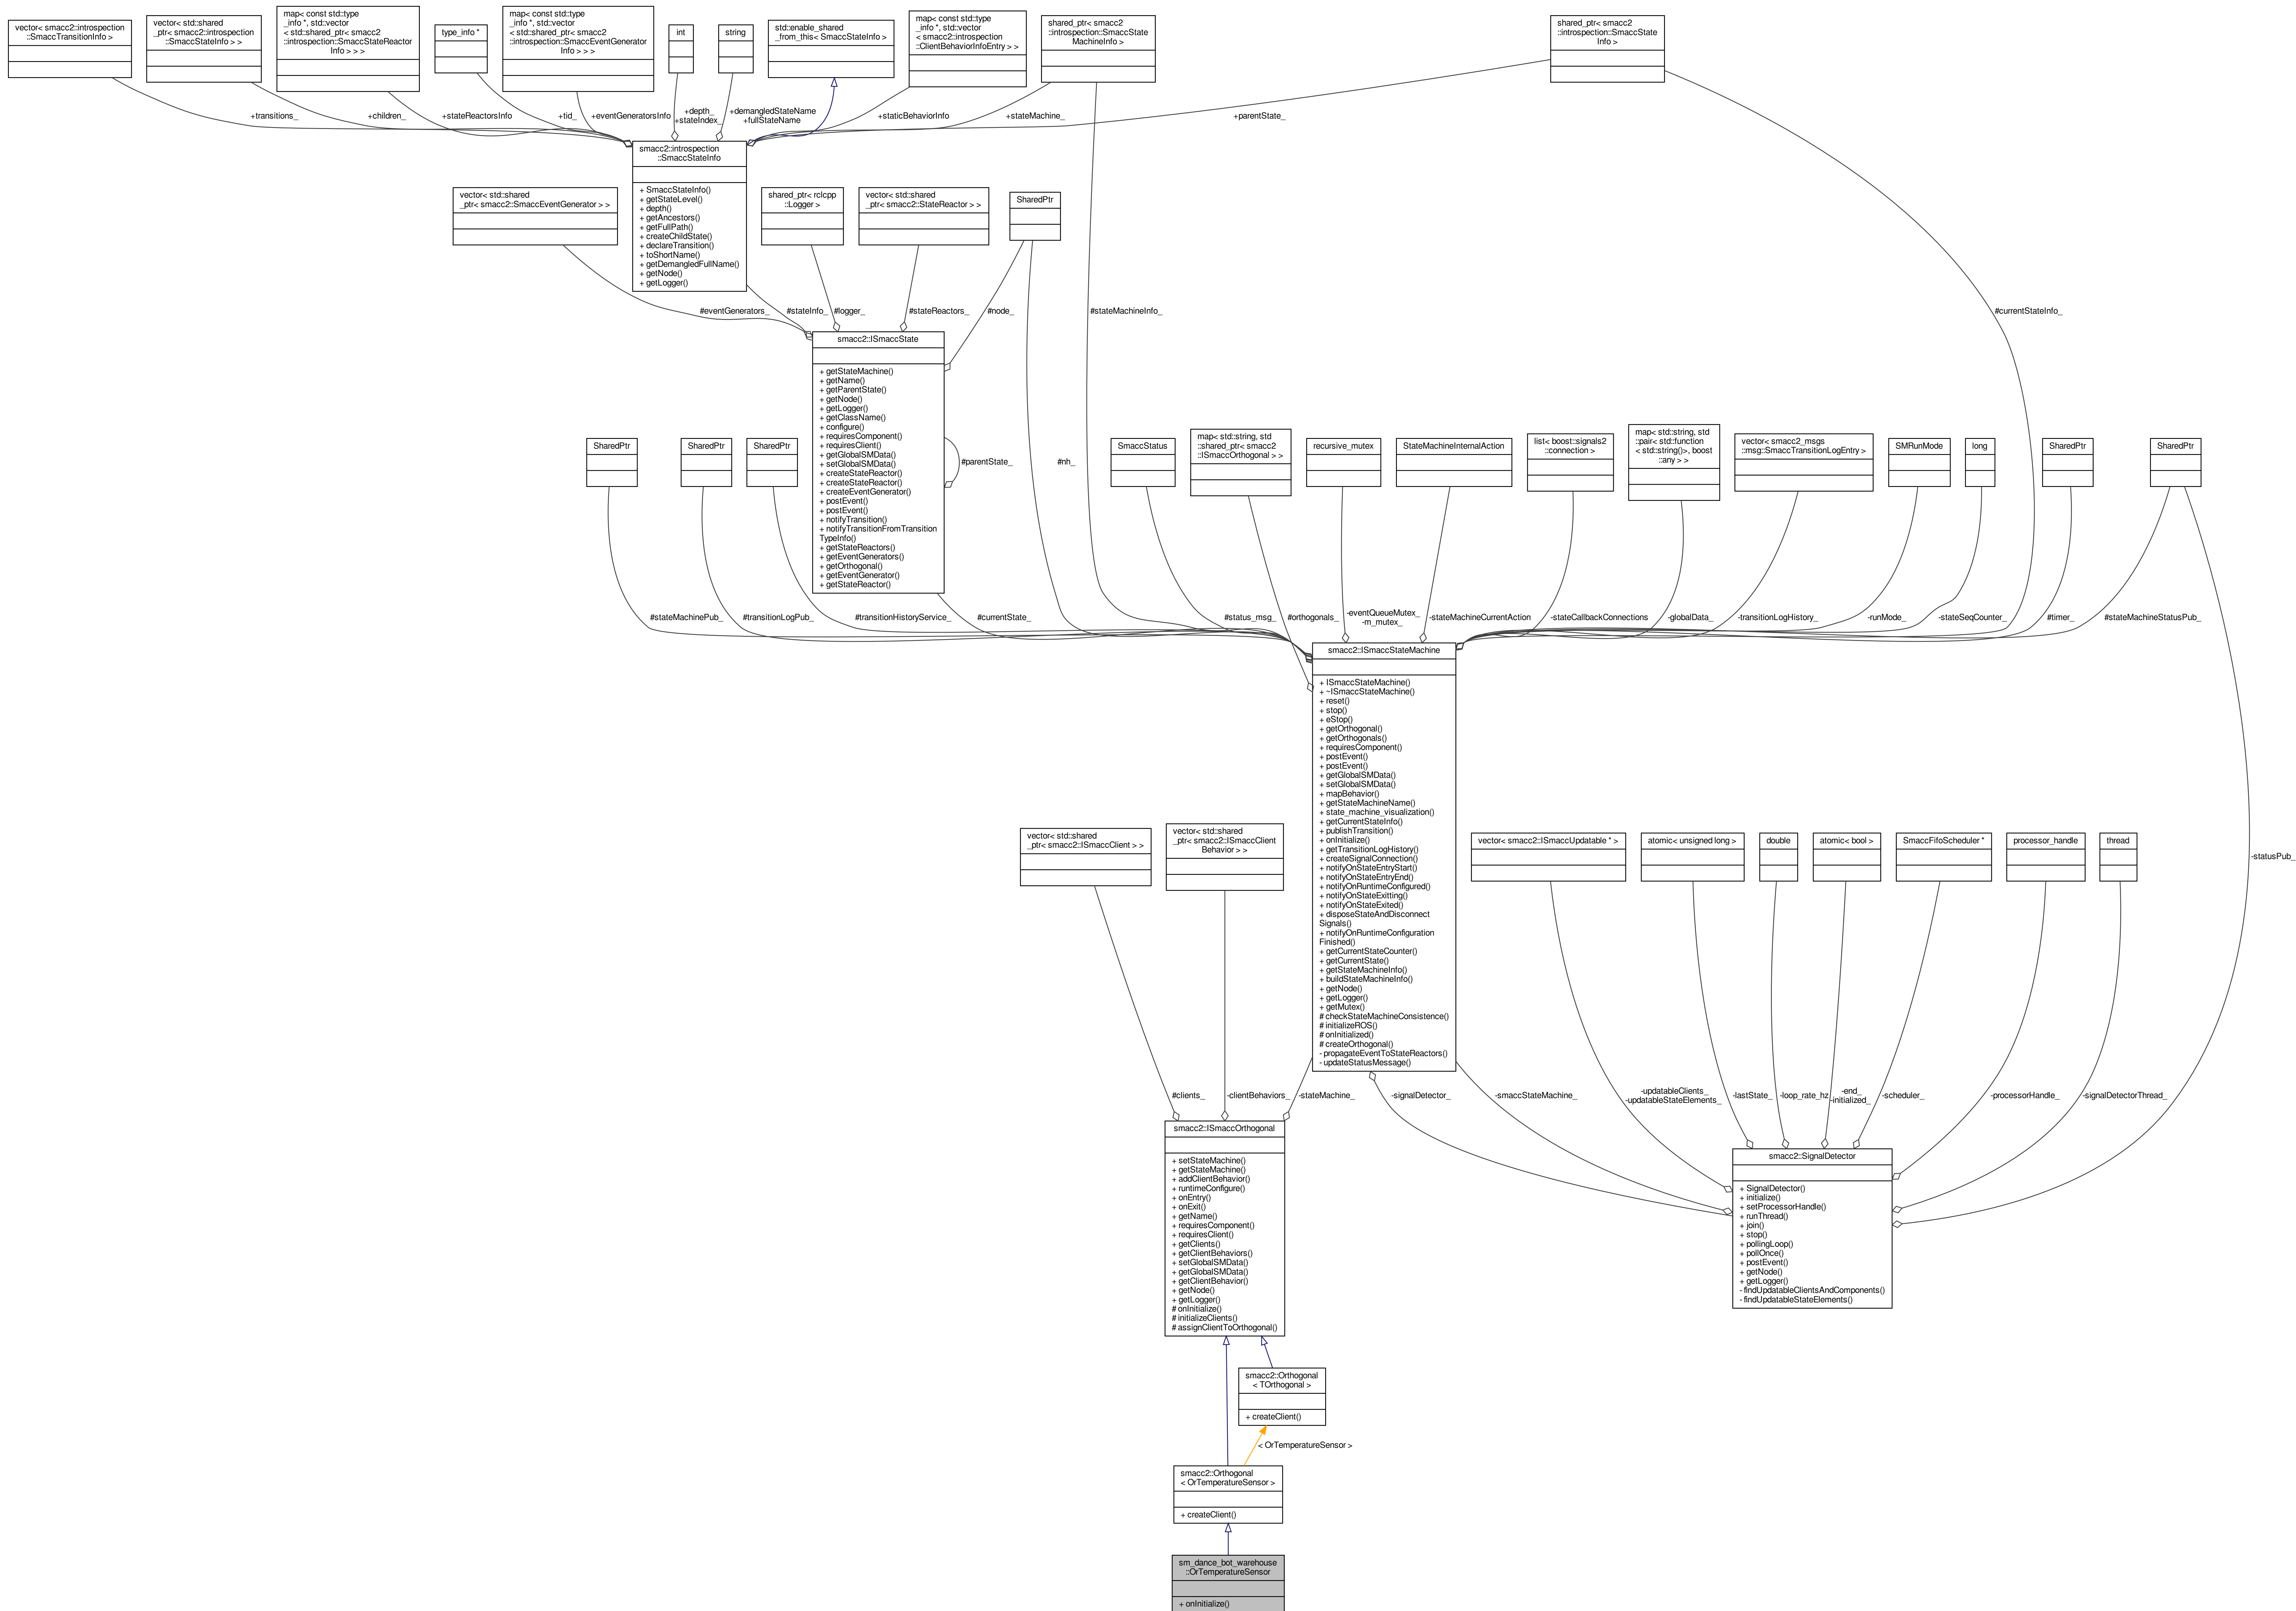 vector< smacc2::introspection
::SmaccTransitionInfo >
vector< std::shared
_ptr< smacc2::introspection
::SmaccStateInfo > >
map< const std::type
_info *, std::vector
< std::shared_ptr< smacc2
::introspection::SmaccStateReactor
Info > > >
type_info *
map< const std::type
_info *, std::vector
< std::shared_ptr< smacc2
::introspection::SmaccEventGenerator
Info > > >
int
string
std::enable_shared
_from_this< SmaccStateInfo >
map< const std::type
_info *, std::vector
< smacc2::introspection
::ClientBehaviorInfoEntry > >
shared_ptr< smacc2
::introspection::SmaccState
MachineInfo >
shared_ptr< smacc2
::introspection::SmaccState
Info >
+transitions_
+children_
+stateReactorsInfo
+tid_
+eventGeneratorsInfo
+depth_
+stateIndex_
+demangledStateName
+fullStateName
+staticBehaviorInfo
+stateMachine_
+parentState_
smacc2::introspection
::SmaccStateInfo
+ SmaccStateInfo()
+ getStateLevel()
+ depth()
+ getAncestors()
+ getFullPath()
+ createChildState()
+ declareTransition()
+ toShortName()
+ getDemangledFullName()
+ getNode()
+ getLogger()
vector< std::shared
_ptr< smacc2::SmaccEventGenerator > >
shared_ptr< rclcpp
::Logger >
vector< std::shared
_ptr< smacc2::StateReactor > >
SharedPtr
#eventGenerators_
#stateInfo_
#logger_
#stateReactors_
#node_
#stateMachineInfo_
#currentStateInfo_
smacc2::ISmaccState
+ getStateMachine()
+ getName()
+ getParentState()
+ getNode()
+ getLogger()
+ getClassName()
+ configure()
+ requiresComponent()
+ requiresClient()
+ getGlobalSMData()
+ setGlobalSMData()
+ createStateReactor()
+ createStateReactor()
+ createEventGenerator()
+ postEvent()
+ postEvent()
+ notifyTransition()
+ notifyTransitionFromTransition
TypeInfo()
+ getStateReactors()
+ getEventGenerators()
+ getOrthogonal()
+ getEventGenerator()
+ getStateReactor()
#parentState_
#nh_
SharedPtr
SharedPtr
SharedPtr
SmaccStatus
map< std::string, std
::shared_ptr< smacc2
::ISmaccOrthogonal > >
recursive_mutex
StateMachineInternalAction
list< boost::signals2
::connection >
map< std::string, std
::pair< std::function
< std::string()>, boost
::any > >
vector< smacc2_msgs
::msg::SmaccTransitionLogEntry >
SMRunMode
long
SharedPtr
SharedPtr
#stateMachinePub_
#transitionLogPub_
#transitionHistoryService_
#currentState_
#status_msg_
#orthogonals_
-eventQueueMutex_
-m_mutex_
-stateMachineCurrentAction
-stateCallbackConnections
-globalData_
-transitionLogHistory_
-runMode_
-stateSeqCounter_
#timer_
#stateMachineStatusPub_
smacc2::ISmaccStateMachine
+ ISmaccStateMachine()
+ ~ISmaccStateMachine()
+ reset()
+ stop()
+ eStop()
+ getOrthogonal()
+ getOrthogonals()
+ requiresComponent()
+ postEvent()
+ postEvent()
+ getGlobalSMData()
+ setGlobalSMData()
+ mapBehavior()
+ getStateMachineName()
+ state_machine_visualization()
+ getCurrentStateInfo()
+ publishTransition()
+ onInitialize()
+ getTransitionLogHistory()
+ createSignalConnection()
+ notifyOnStateEntryStart()
+ notifyOnStateEntryEnd()
+ notifyOnRuntimeConfigured()
+ notifyOnStateExitting()
+ notifyOnStateExited()
+ disposeStateAndDisconnect
Signals()
+ notifyOnRuntimeConfiguration
Finished()
+ getCurrentStateCounter()
+ getCurrentState()
+ getStateMachineInfo()
+ buildStateMachineInfo()
+ getNode()
+ getLogger()
+ getMutex()
# checkStateMachineConsistence()
# initializeROS()
# onInitialized()
# createOrthogonal()
- propagateEventToStateReactors()
- updateStatusMessage()
vector< std::shared
_ptr< smacc2::ISmaccClient > >
vector< std::shared
_ptr< smacc2::ISmaccClient
Behavior > >
vector< smacc2::ISmaccUpdatable * >
atomic< unsigned long >
double
atomic< bool >
SmaccFifoScheduler *
processor_handle
thread
-statusPub_
#clients_
-clientBehaviors_
-stateMachine_
-signalDetector_
-smaccStateMachine_
-updatableClients_
-updatableStateElements_
-lastState_
-loop_rate_hz
-end_
-initialized_
-scheduler_
-processorHandle_
-signalDetectorThread_
smacc2::ISmaccOrthogonal
+ setStateMachine()
+ getStateMachine()
+ addClientBehavior()
+ runtimeConfigure()
+ onEntry()
+ onExit()
+ getName()
+ requiresComponent()
+ requiresClient()
+ getClients()
+ getClientBehaviors()
+ setGlobalSMData()
+ getGlobalSMData()
+ getClientBehavior()
+ getNode()
+ getLogger()
# onInitialize()
# initializeClients()
# assignClientToOrthogonal()
smacc2::SignalDetector
+ SignalDetector()
+ initialize()
+ setProcessorHandle()
+ runThread()
+ join()
+ stop()
+ pollingLoop()
+ pollOnce()
+ postEvent()
+ getNode()
+ getLogger()
- findUpdatableClientsAndComponents()
- findUpdatableStateElements()
smacc2::Orthogonal
< TOrthogonal >
+ createClient()
< OrTemperatureSensor >
smacc2::Orthogonal
< OrTemperatureSensor >
+ createClient()
sm_dance_bot_warehouse
::OrTemperatureSensor
+ onInitialize()